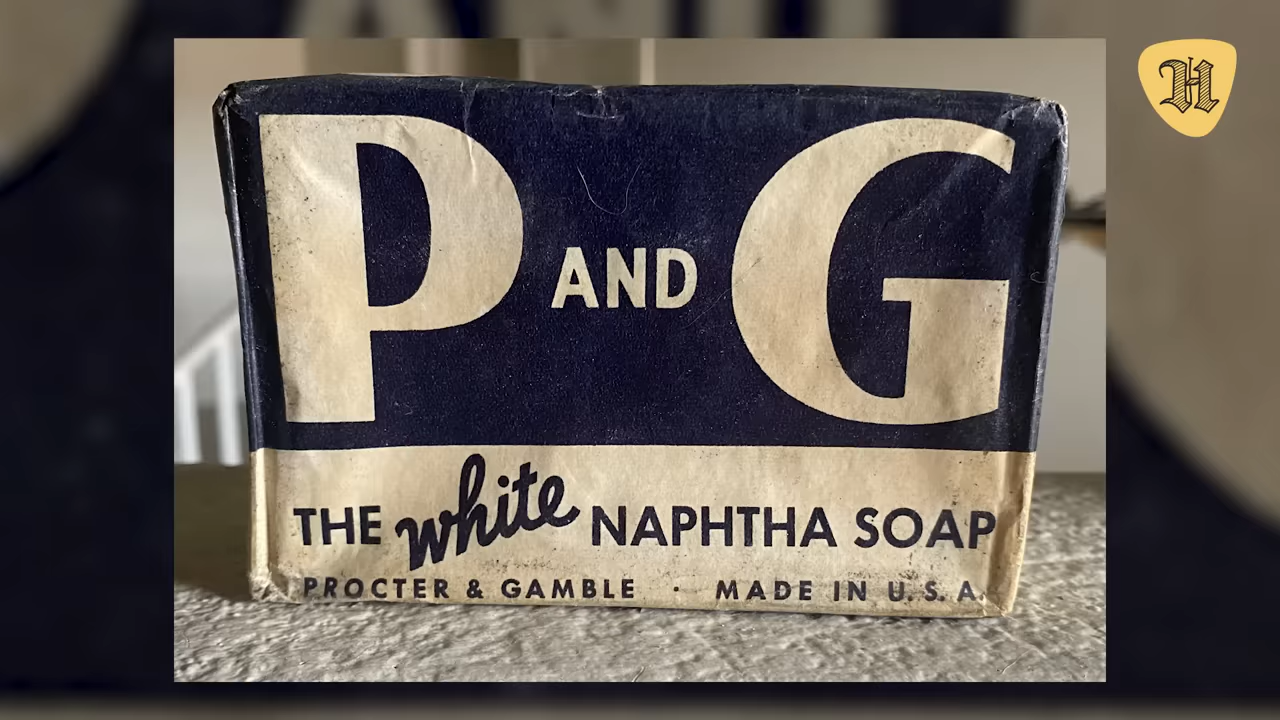 P AND G
THE white NAPHTHA SOAP
PROCTER & GAMBLE · MADE IN U.S.A.
H